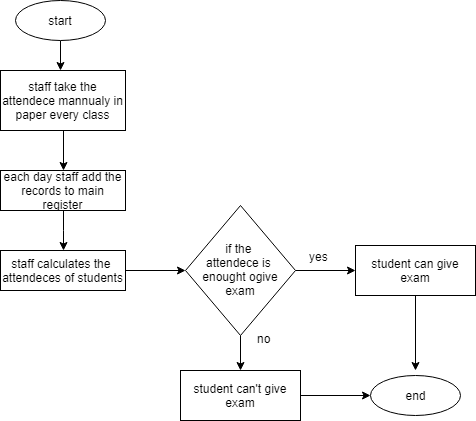 start
staff take the
attendece mannualy in
paper every class
each day staff add the
records to main
register
staff calculates the
attendeces of students
if the
attendece is
enought ogive
exam
yes
student can give
exam
no
student can't give
exam
end